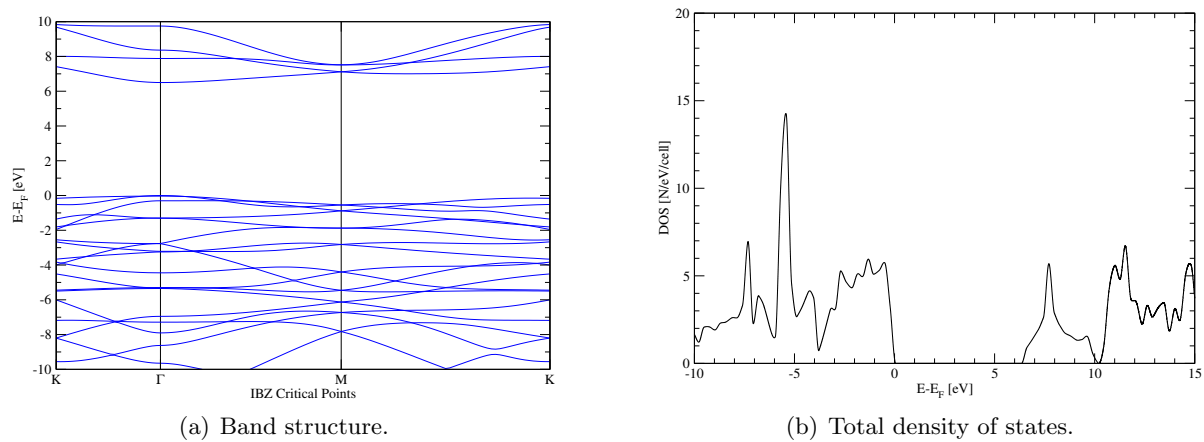 10
8
6
4
2
0
-2
-4
-6
-8
-10
E-E_F [eV]
K Γ M K
IBZ Critical Points
(a) Band structure.
20
15
10
5
0
DOS [N/eV/cell]
-10 -5 0 5 10 15
E-E_F [eV]
(b) Total density of states.